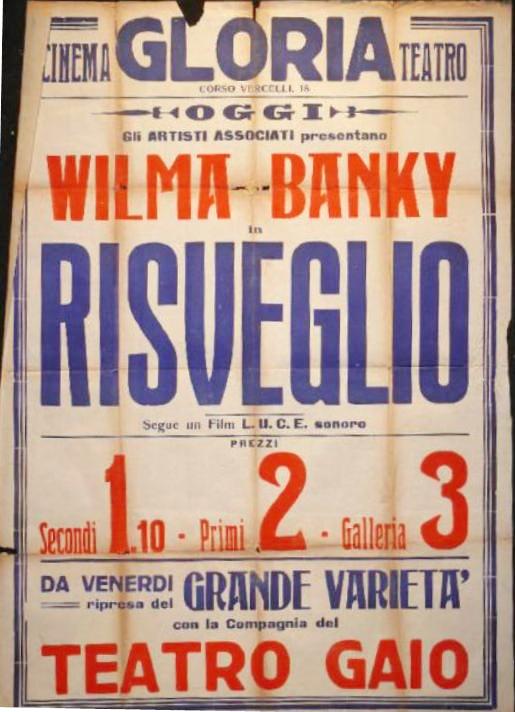 CINEMA GLORIA TEATRO
CORSO VERCELLI, 18
OGGI
Gli ARTISTI ASSOCIATI presentano
WILMA BANKY
in
RISVEGLIO
Segue un Film L.U.C.E. sonoro
PREZZI
Secondi 1.10 - Primi 2 - Galleria 3
DA VENERDI GRANDE VARIETA'
ripresa del
con la Compagnia del
TEATRO GAIO